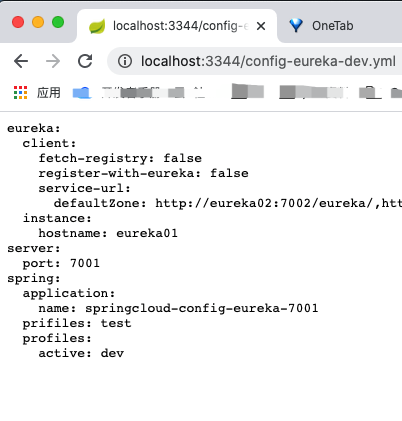 localhost:3344/config-e
OneTab
localhost:3344/config-eureka-dev.yml
应用
eureka:
client:
fetch-registry: false
register-with-eureka: false
service-url:
defaultZone: http://eureka02:7002/eureka/,htt
instance:
hostname: eureka01
server:
port: 7001
spring:
application:
name: springcloud-config-eureka-7001
prifiles: test
profiles:
active: dev